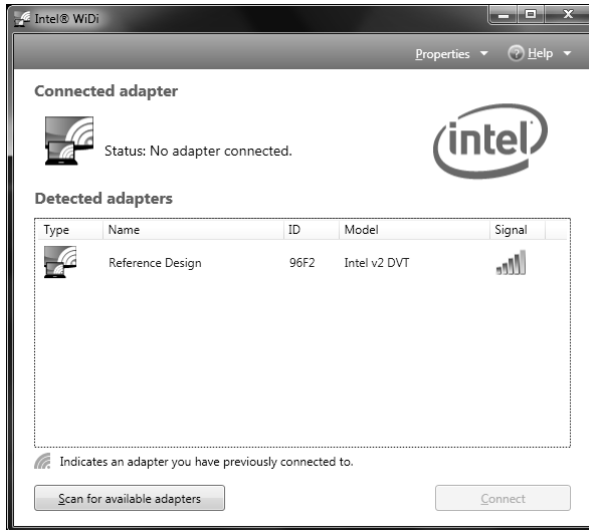 Intel® WiDi
Properties Help
Connected adapter
Status: No adapter connected.
intel
Detected adapters
Type Name ID Model Signal
Reference Design 96F2 Intel v2 DVT
Indicates an adapter you have previously connected to.
Scan for available adapters Connect